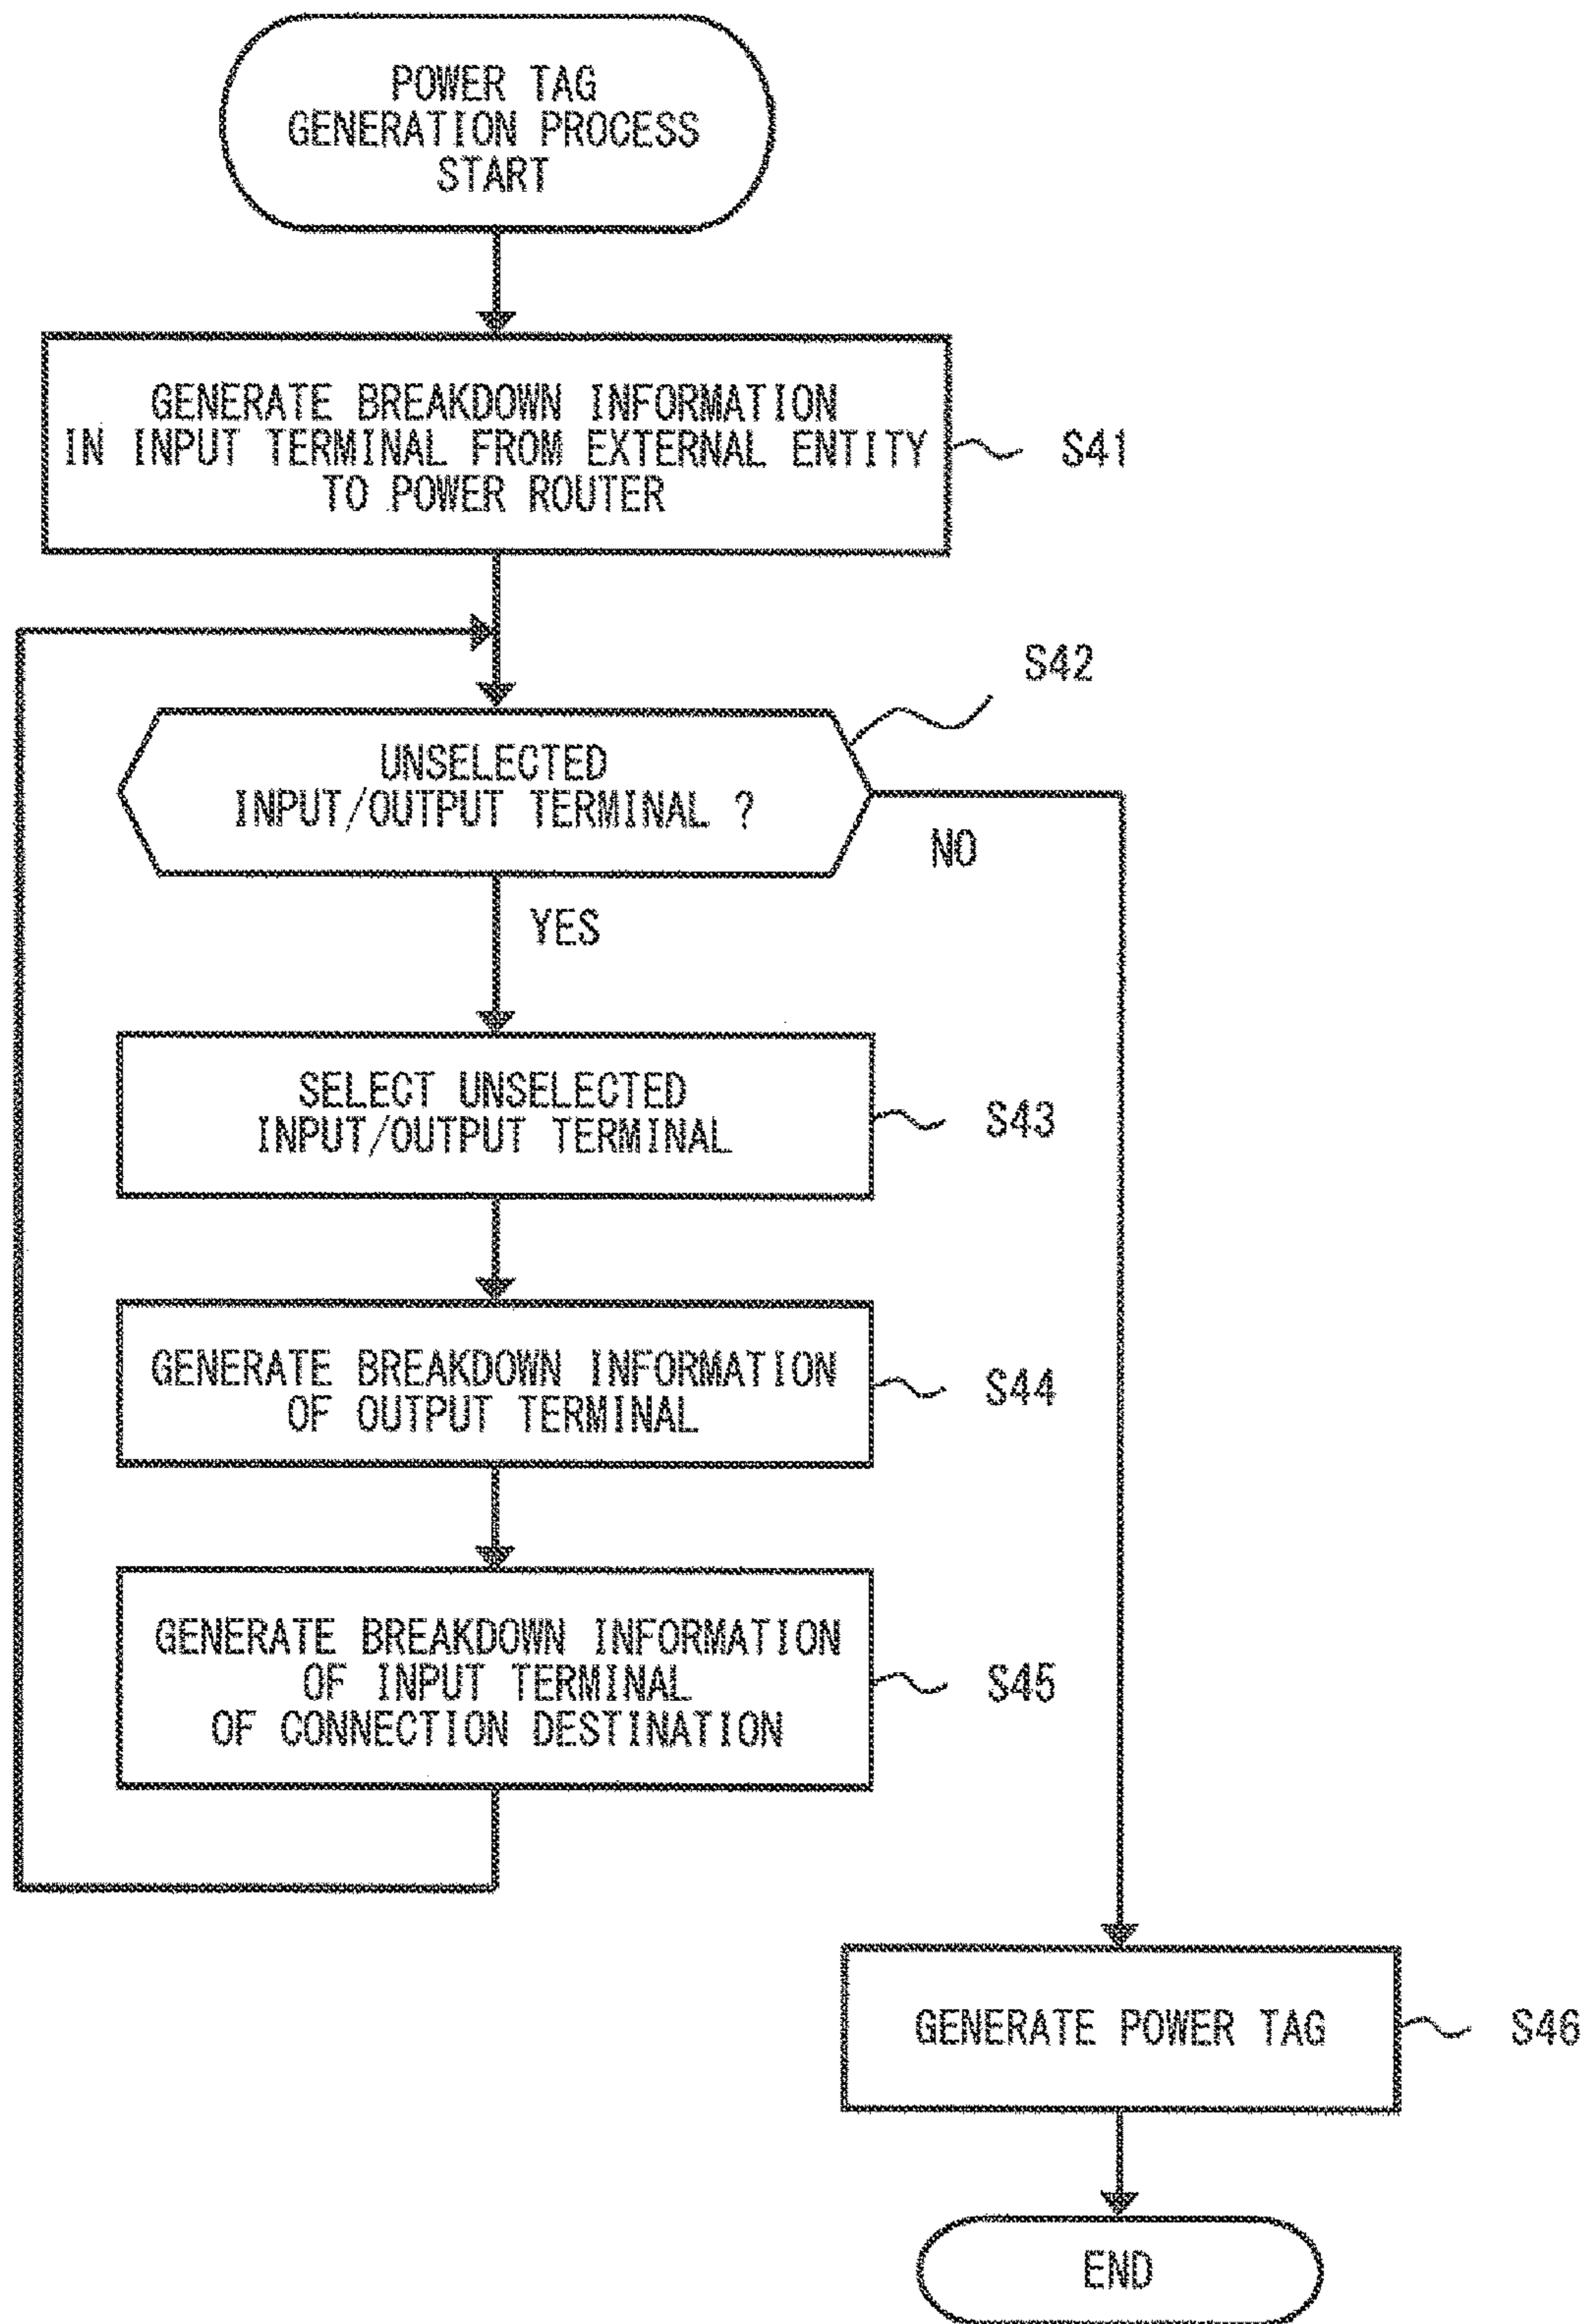 POWER TAG
GENERATION PROCESS
START
GENERATE BREAKDOWN INFORMATION
IN INPUT TERMINAL FROM EXTERNAL ENTITY
TO POWER ROUTER
S41
S42
UNSELECTED
INPUT/OUTPUT TERMINAL ?
NO
YES
SELECT UNSELECTED
INPUT/OUTPUT TERMINAL
S43
GENERATE BREAKDOWN INFORMATION
OF OUTPUT TERMINAL
S44
GENERATE BREAKDOWN INFORMATION
OF INPUT TERMINAL
OF CONNECTION DESTINATION
S45
GENERATE POWER TAG
S46
END